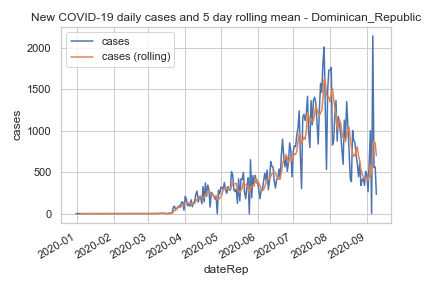 New COVID-19 daily cases and 5 day rolling mean - Dominican_Republic
cases
cases (rolling)
cases
2000
1500
1000
500
0
2020-01
2020-02
2020-03
2020-04
2020-05
2020-06
2020-07
2020-08
2020-09
dateRep